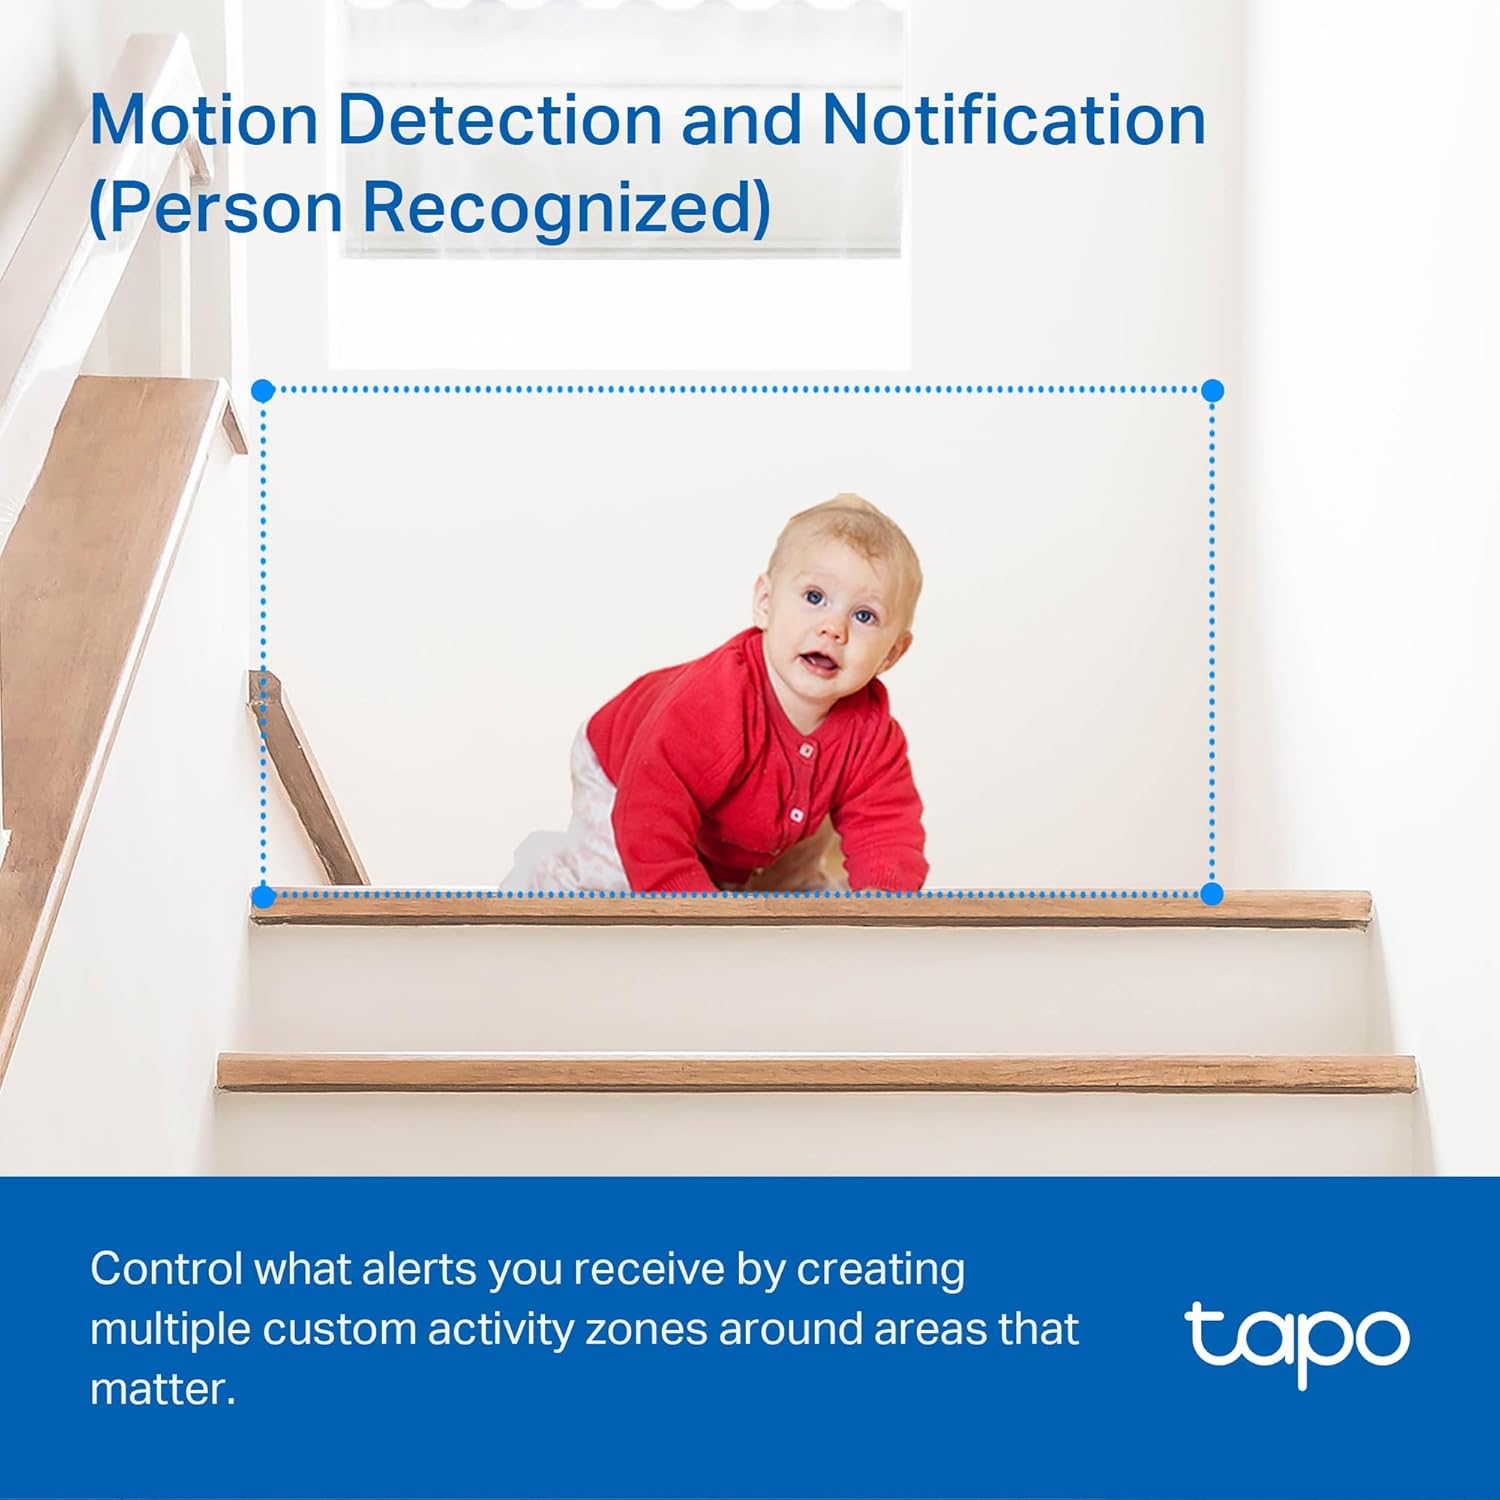 Motion Detection and Notification
(Person Recognized)
Control what alerts you receive by creating
multiple custom activity zones around areas that
matter.
tapo